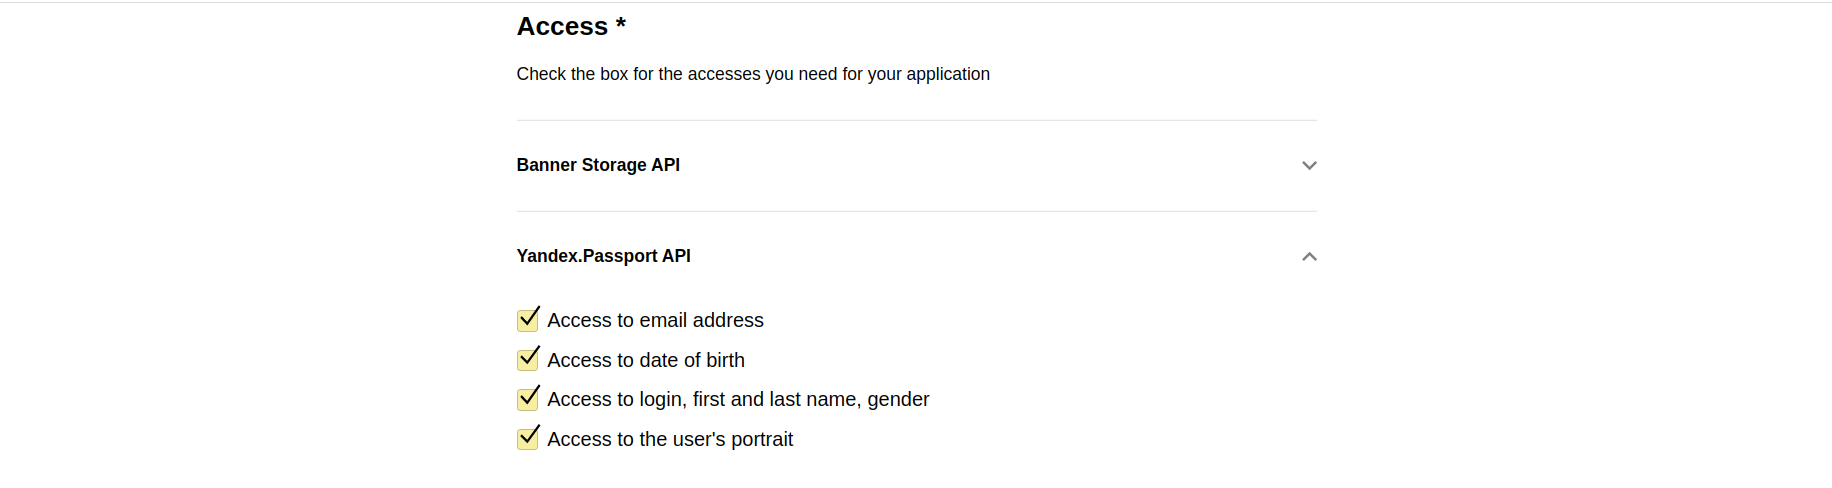 Access *
Check the box for the accesses you need for your application
Banner Storage API
Yandex.Passport API
Access to email address
Access to date of birth
Access to login, first and last name, gender
Access to the user's portrait